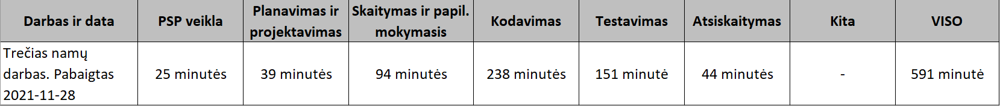 Darbas ir data
PSP veikla
Planavimas ir
projektavimas
Skaitymas ir papil.
mokymasis
Kodavimas
Testavimas
Atsiskaitymas
Kita
VISO
Trečias namų
darbas. Pabaigtas
2021-11-28
25 minutės
39 minutės
94 minutės
238 minutės
151 minutė
44 minutės
-
591 minutė